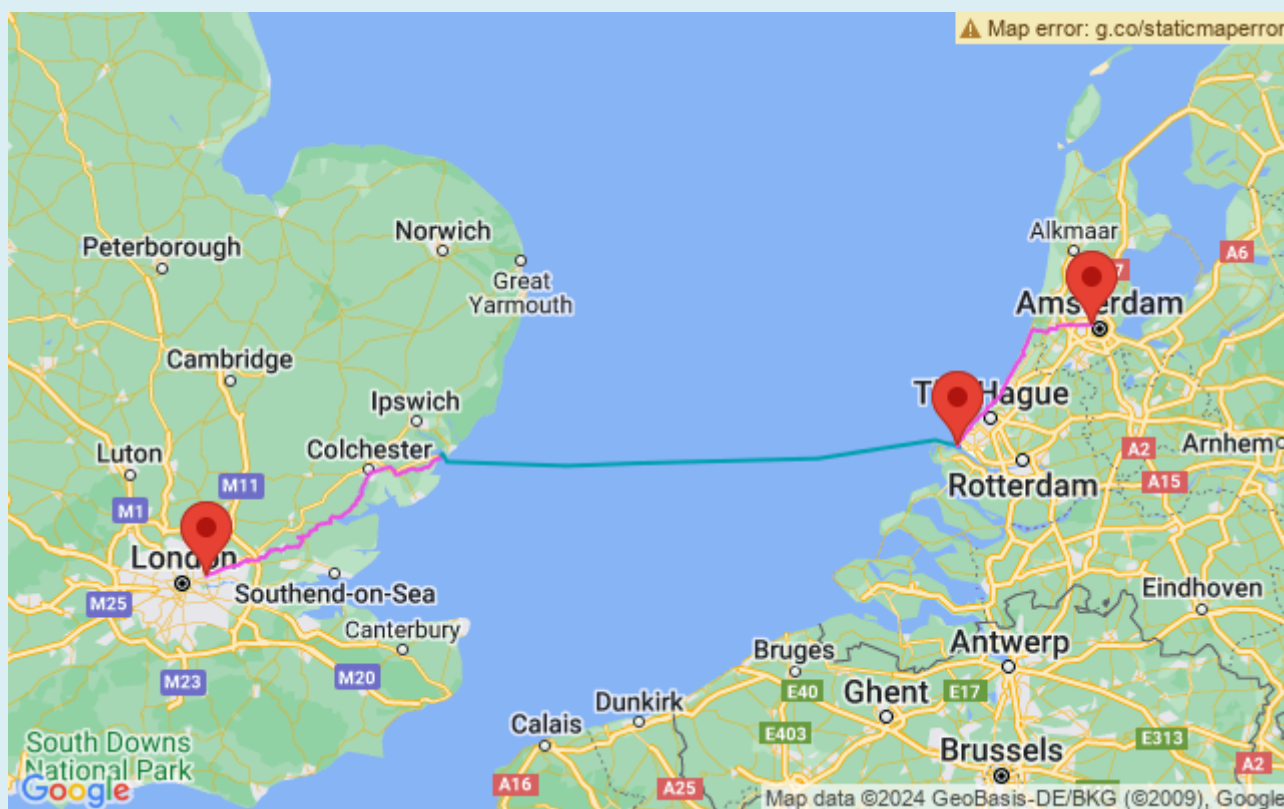 Map error: g.co/staticmaperror
Norwich
Peterborough
Great
Yarmouth
Alkmaar
A6
7
Amsterdam
Cambridge
Ipswich
The Hague
Colchester
Luton
A2
Arnhem
M11
Rotterdam
A15
M1
London
Southend-on-Sea
Eindhoven
M25
Canterbury
Antwerp
Bruges
M23
M20
E40
Ghent
E17
Dunkirk
Calais
E403
E313
South Downs
National Park
Brussels
A2
A16
A25
Google
Map data ©2024 GeoBasis-DE/BKG (©2009), Google